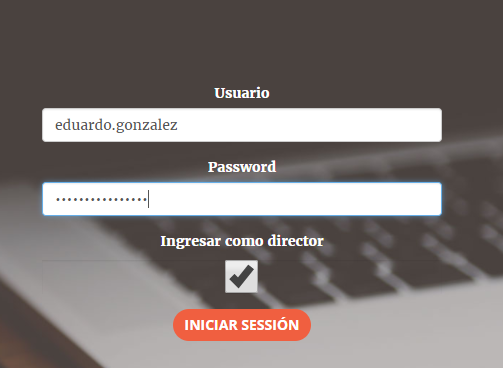 Usuario
eduardo.gonzalez
Password
••••••••••••••••
Ingresar como director
INICIAR SESSIÓN